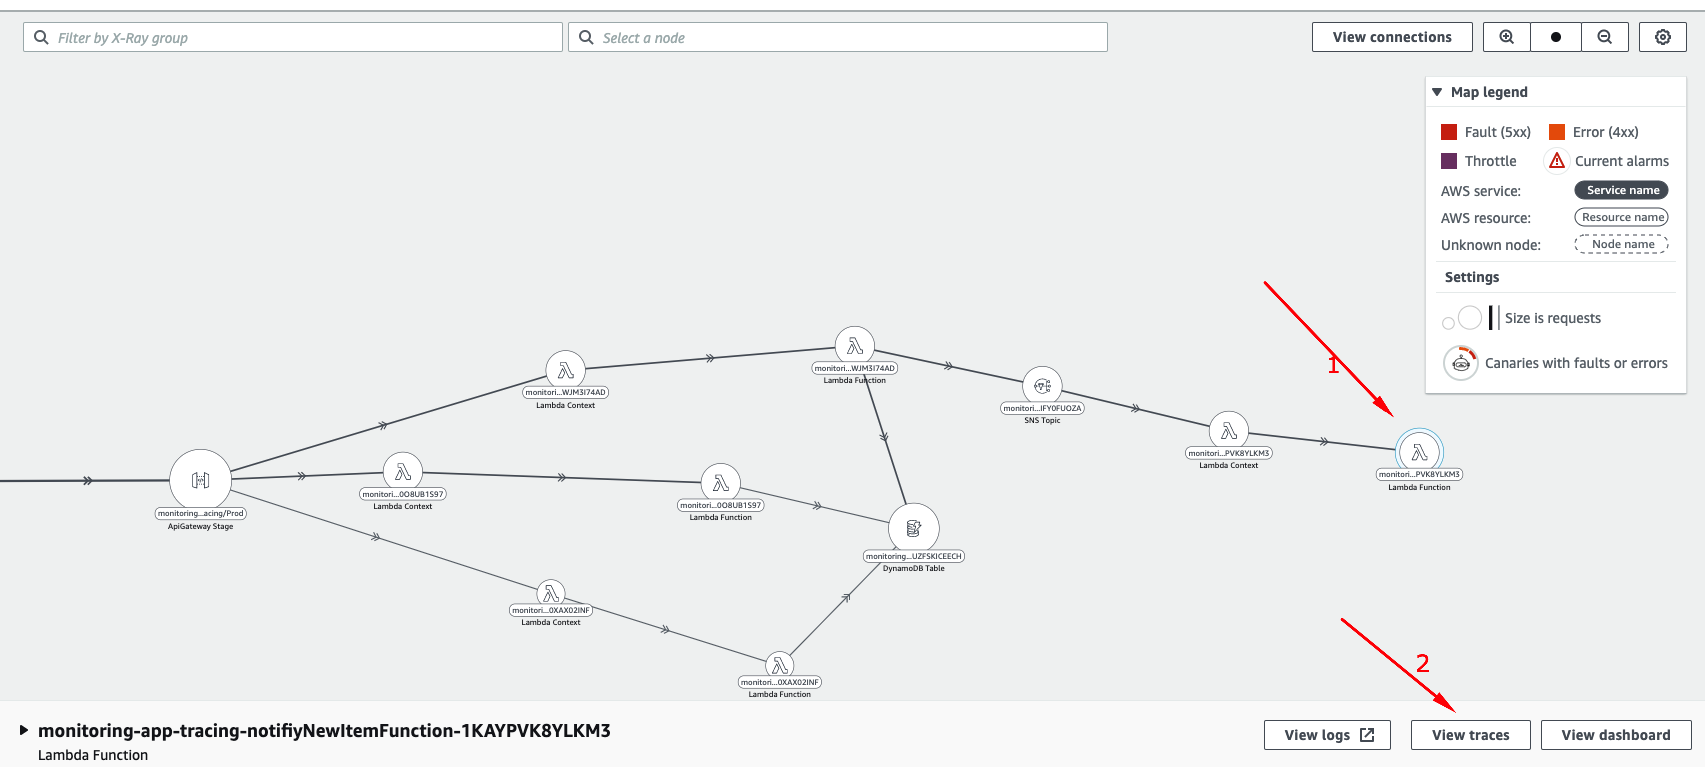 Filter by X-Ray group
Select a node
View connections
Map legend
Fault (5xx)
Error (4xx)
Throttle
Current alarms
AWS service:
Service name
AWS resource:
Resource name
Unknown node:
Node name
Settings
Size is requests
Canaries with faults or errors
1
monitori...WJM3I74AD
Lambda Function
monitori...WJM3I74AD
Lambda Context
monitori...IFY0FUOZA
SNS Topic
monitori...PVK8YLKM3
Lambda Context
monitori...PVK8YLKM3
Lambda Function
monitoring...acing/Prod
ApiGateway Stage
monitori...0O8UB1S97
Lambda Context
monitori...0O8UB1S97
Lambda Function
monitoring...UZFSKICEECH
DynamoDB Table
monitori...0XAX02INF
Lambda Context
monitori...0XAX02INF
Lambda Function
2
monitoring-app-tracing-notifiyNewItemFunction-1KAYPVK8YLKM3
Lambda Function
View logs
View traces
View dashboard